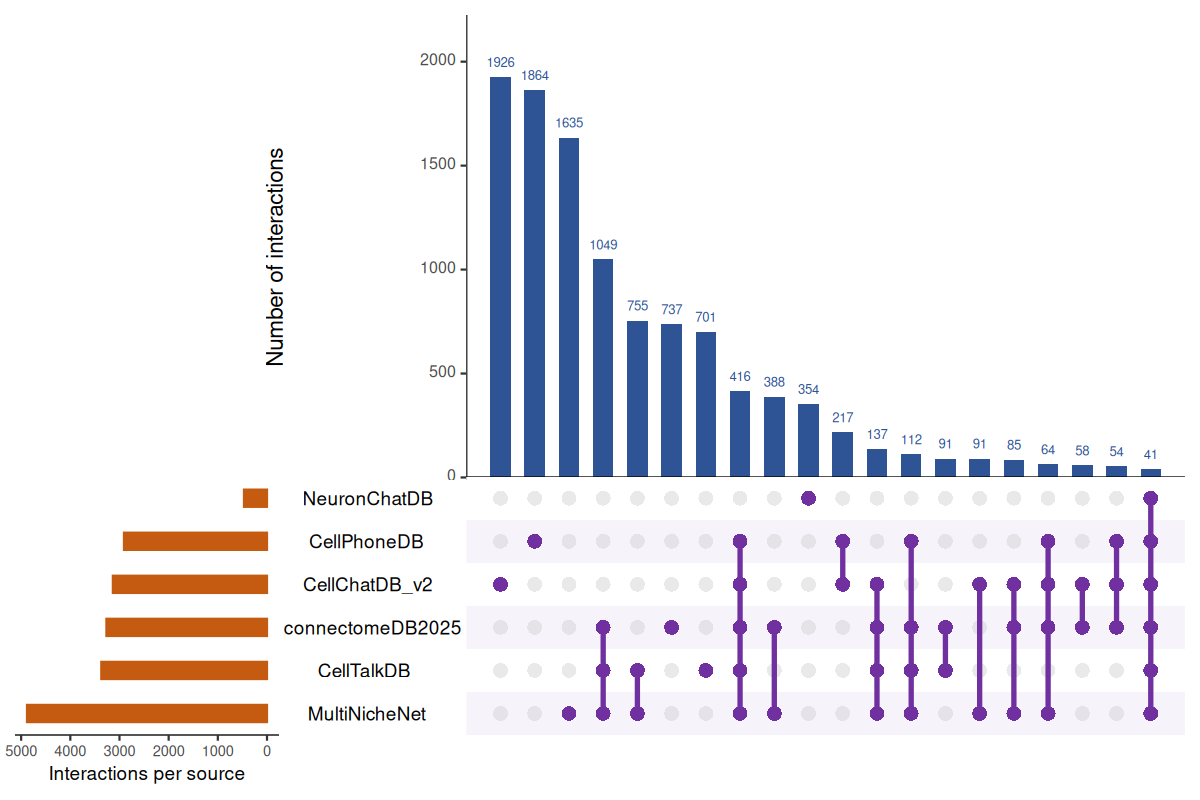 Number of interactions
2000
1500
1000
500
0
1926
1864
1635
1049
755
737
701
416
388
354
217
137
112
91
91
85
64
58
54
41
NeuronChatDB
CellPhoneDB
CellChatDB_v2
connectomeDB2025
CellTalkDB
MultiNicheNet
5000 4000 3000 2000 1000 0
Interactions per source